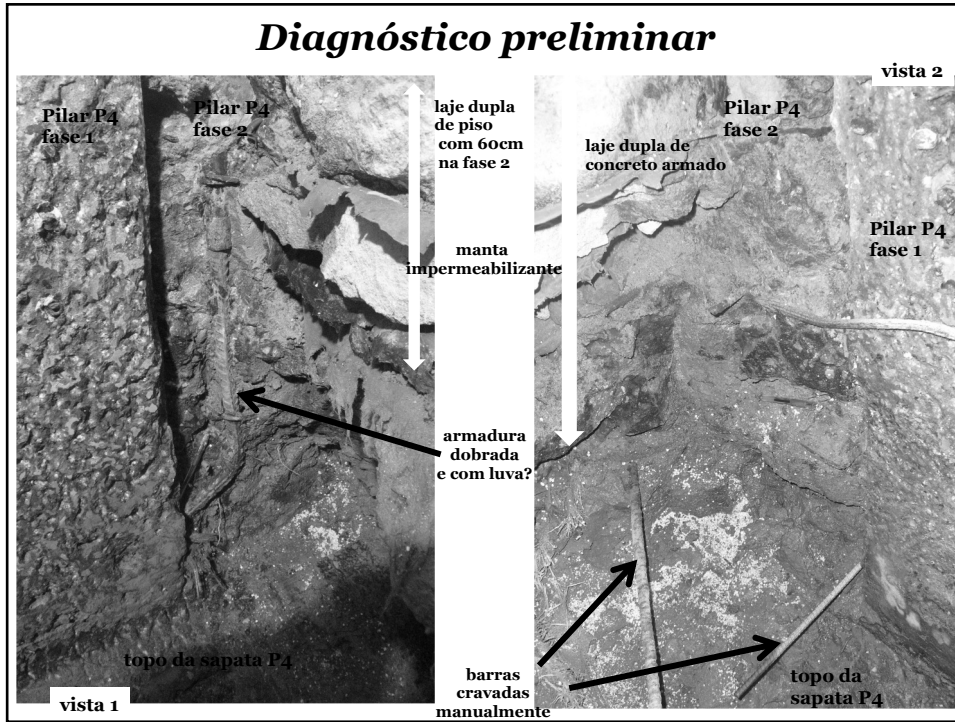 Diagnóstico preliminar
vista 2
Pilar P4
fase 1
Pilar P4
fase 2
laje dupla
de piso
com 60cm
na fase 2
manta
impermeabilizante
armadura
dobrada
e com luva?
barras
cravadas
manualmente
topo da sapata P4
vista 1
laje dupla de
concreto armado
Pilar P4
fase 2
Pilar P4
fase 1
topo da
sapata P4